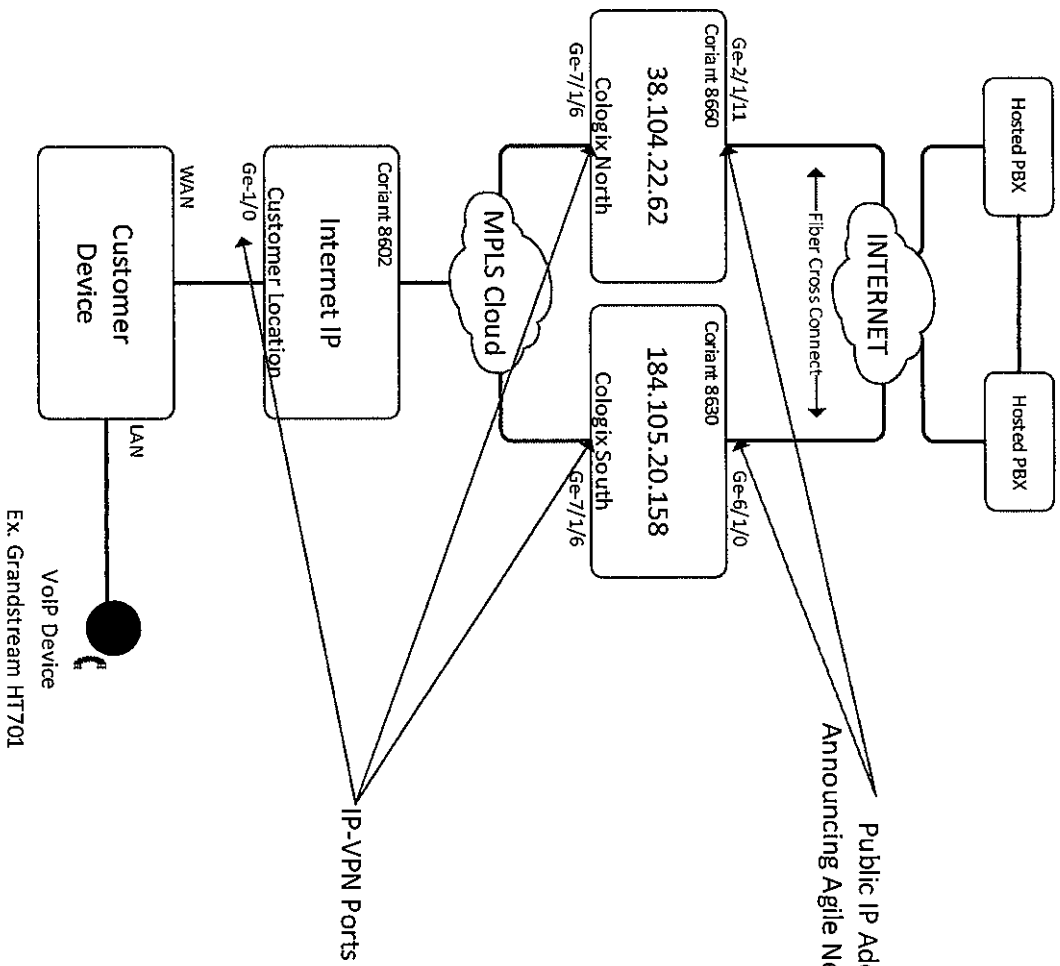 Hosted PBX
Hosted PBX
INTERNET
Fiber Cross Connect
Public IP
Announcing Agile
Ge-2/1/11
Ge-6/1/0
Coriant 8660
38.104.22.62
Cologix North
Ge-7/1/6
Coriant 8630
184.105.20.158
Cologix South
Ge-7/1/6
MPLS Cloud
Coriant 8602
Internet IP
Customer Location
Ge-1/0
IP-VPN Ports
WAN
Customer
Device
LAN
VoIP Device
Ex. Grandstream HT701